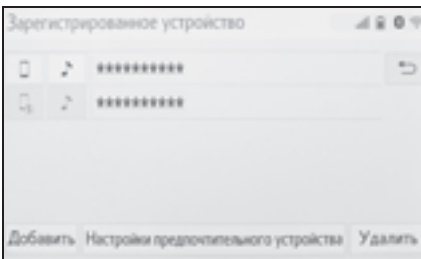 Зарегистрированное устройство
**********
**********
Добавить Настройки предпочтительного устройства Удалить